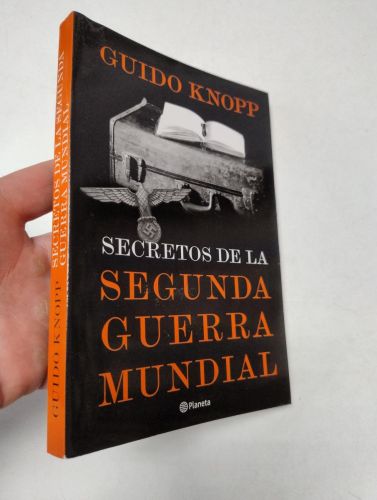 GUIDO KNOPP
SECRETOS DE LA
SEGUNDA
GUERRA
MUNDIAL
Planeta
GUIDO KNOPP
SECRETOS DE LA SEGUNDA
GUERRA MUNDIAL